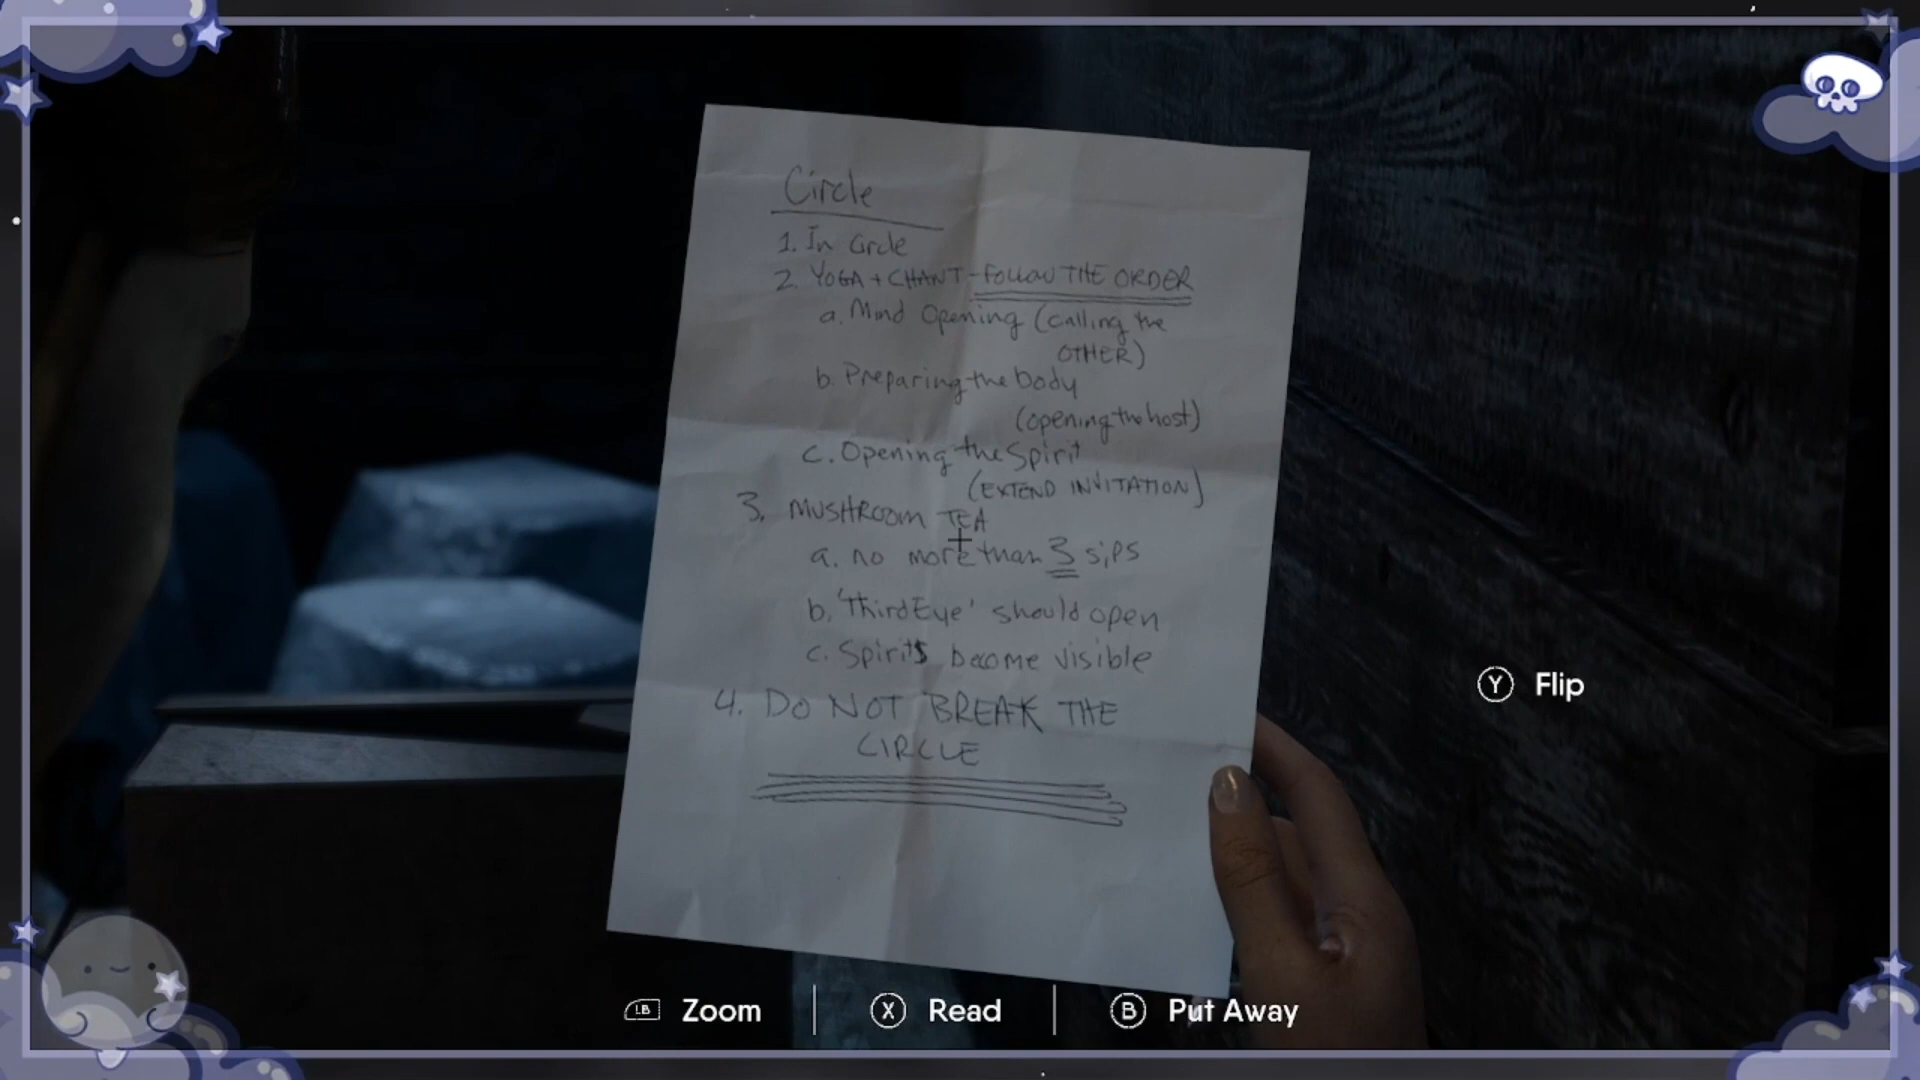 Circle
1. In Circle
2. YOGA + CHANT - FOLLOW THE ORDER
a. Mind Opening (calling the
OTHER)
b. Preparing the body
(opening the host)
c. Opening the Spirit
(EXTEND INVITATION)
3. MUSHROOM TEA
a. no more than 3 sips
b. 'Third Eye' should open
c. Spirits become visible
4. DO NOT BREAK THE
CIRCLE
Y Flip
LB Zoom | X Read | B Put Away